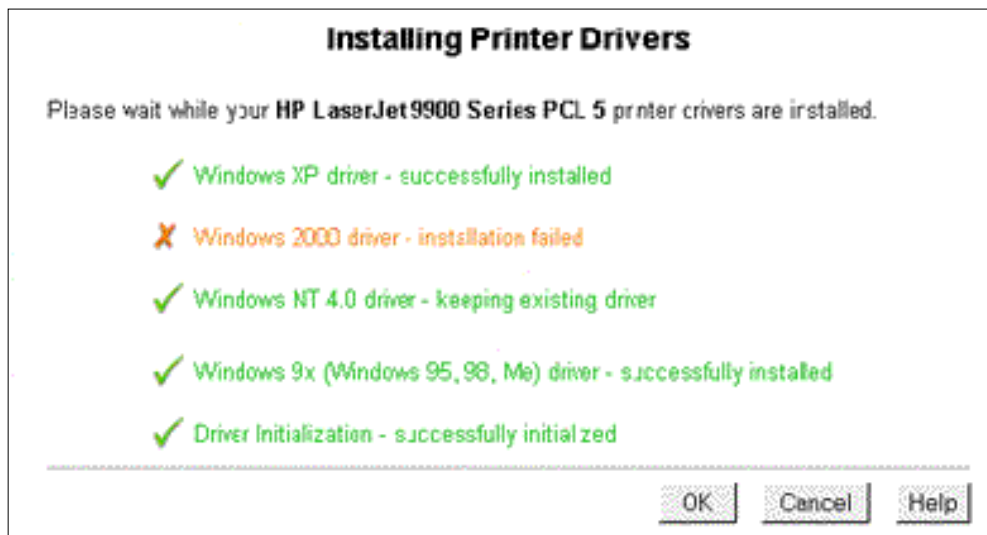 Installing Printer Drivers
Please wait while your HP LaserJet 9900 Series PCL 5 printer crivers are installed.
Windows XP driver - successfully installed
Windows 2000 driver - installation failed
Windows NT 4.0 driver - keeping existing driver
Windows 9x (Windows 95, 98, Me) driver - successfully installed
Driver Initialization - successfully initialized
OK Cancel Help